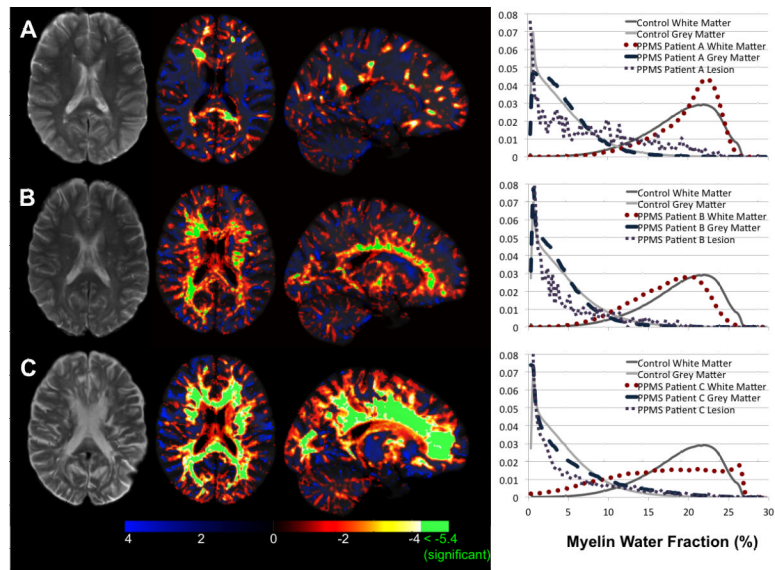 A
0.08
0.07
0.06
0.05
0.04
0.03
0.02
0.01
0
Control White Matter
Control Grey Matter
PPMS Patient A White Matter
PPMS Patient A Grey Matter
PPMS Patient A Lesion
B
0.08
0.07
0.06
0.05
0.04
0.03
0.02
0.01
0
Control White Matter
Control Grey Matter
PPMS Patient B White Matter
PPMS Patient B Grey Matter
PPMS Patient B Lesion
C
0.08
0.07
0.06
0.05
0.04
0.03
0.02
0.01
0
Control White Matter
Control Grey Matter
PPMS Patient C White Matter
PPMS Patient C Grey Matter
PPMS Patient C Lesion
0 5 10 15 20 25 30
Myelin Water Fraction (%)
4 2 0 -2 -4 < -5.4
(significant)